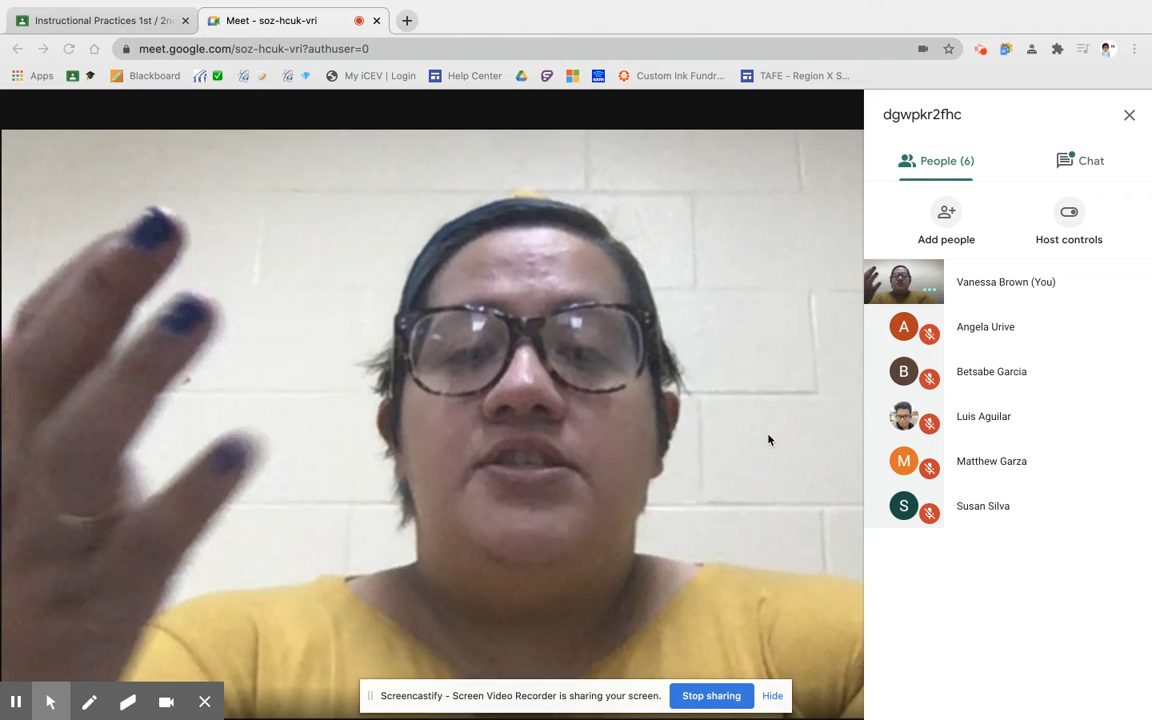 Instructional Practices 1st / 2n
Meet - soz-hcuk-vri
meet.google.com/soz-hcuk-vri?authuser=0
Apps
Blackboard
My iCEV | Login
Help Center
Custom Ink Fundr...
TAFE - Region X S...
dgwpkr2fhc
People (6)
Chat
Add people
Host controls
Vanessa Brown (You)
A
Angela Urive
B
Betsabe Garcia
Luis Aguilar
M
Matthew Garza
S
Susan Silva
Screencastify - Screen Video Recorder is sharing your screen.
Stop sharing
Hide